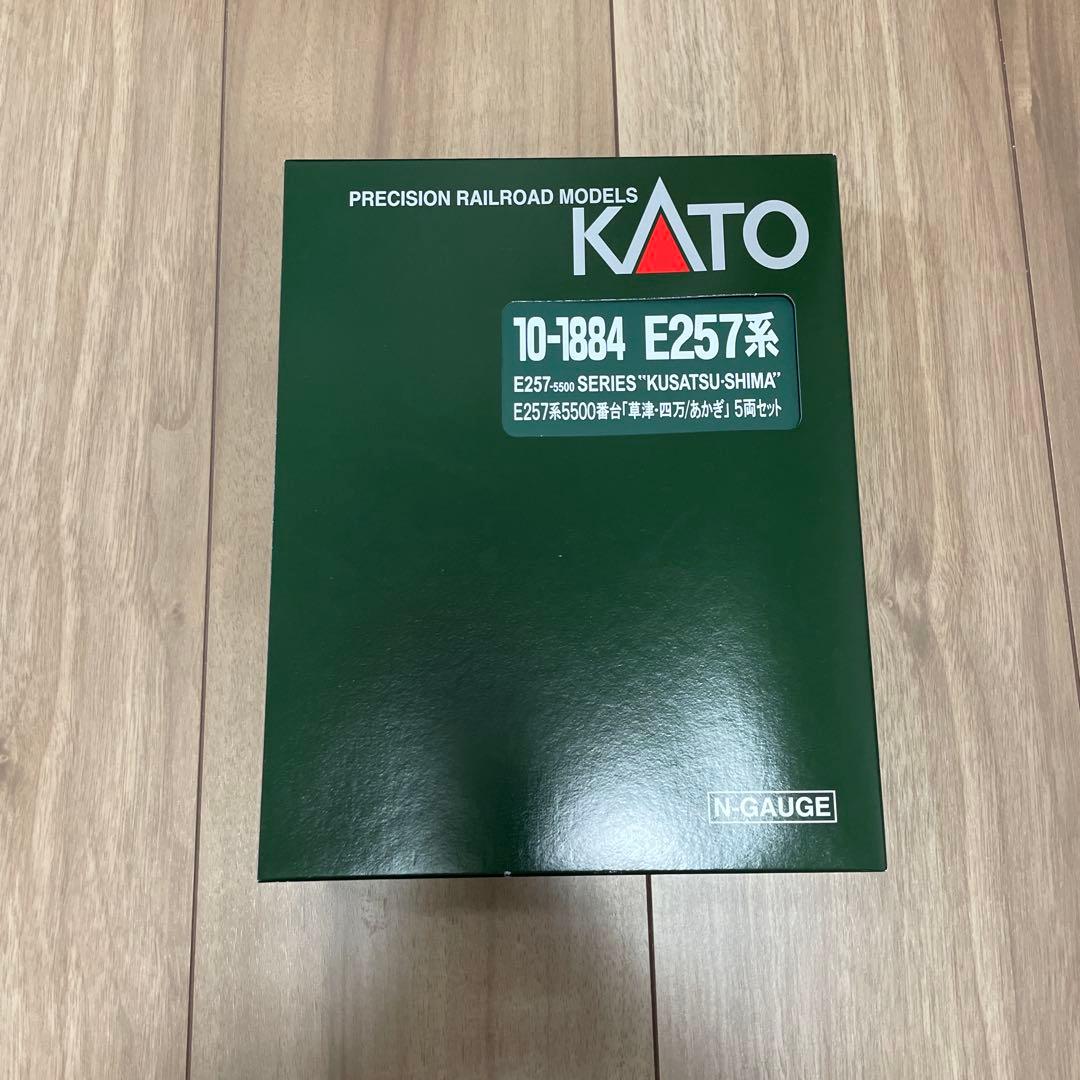 PRECISION RAILROAD MODELS
KATO
10-1884 E257系
E257-5500 SERIES "KUSATSU·SHIMA"
E257系5500番台「草津・四万/あかぎ」5両セット
N-GAUGE